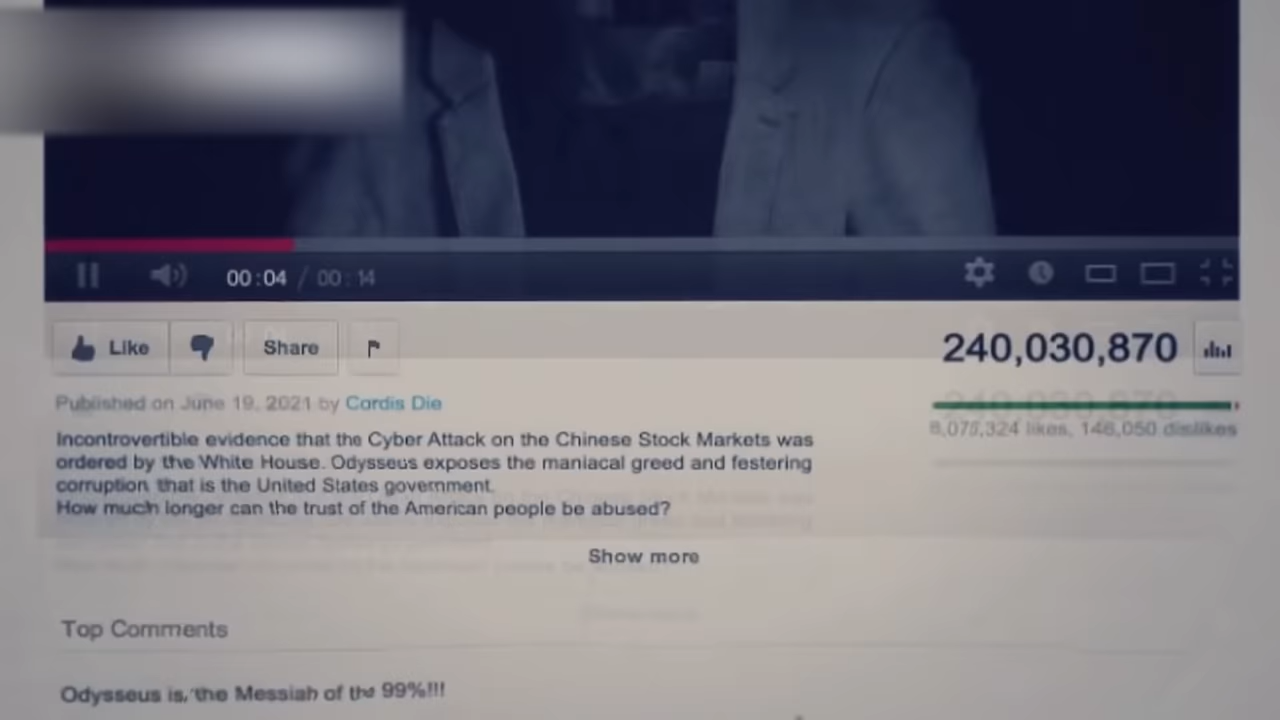 00:04 / 00:14
Like
Share
240,030,870
Published on June 19, 2021 by Cordis Die
8,078,324 likes, 146,050 dislikes
Incontrovertible evidence that the Cyber Attack on the Chinese Stock Markets was
ordered by the White House. Odysseus exposes the maniacal greed and festering
corruption that is the United States government.
How much longer can the trust of the American people be abused?
Show more
Top Comments
Odysseus is the Messiah of the 99%!!!